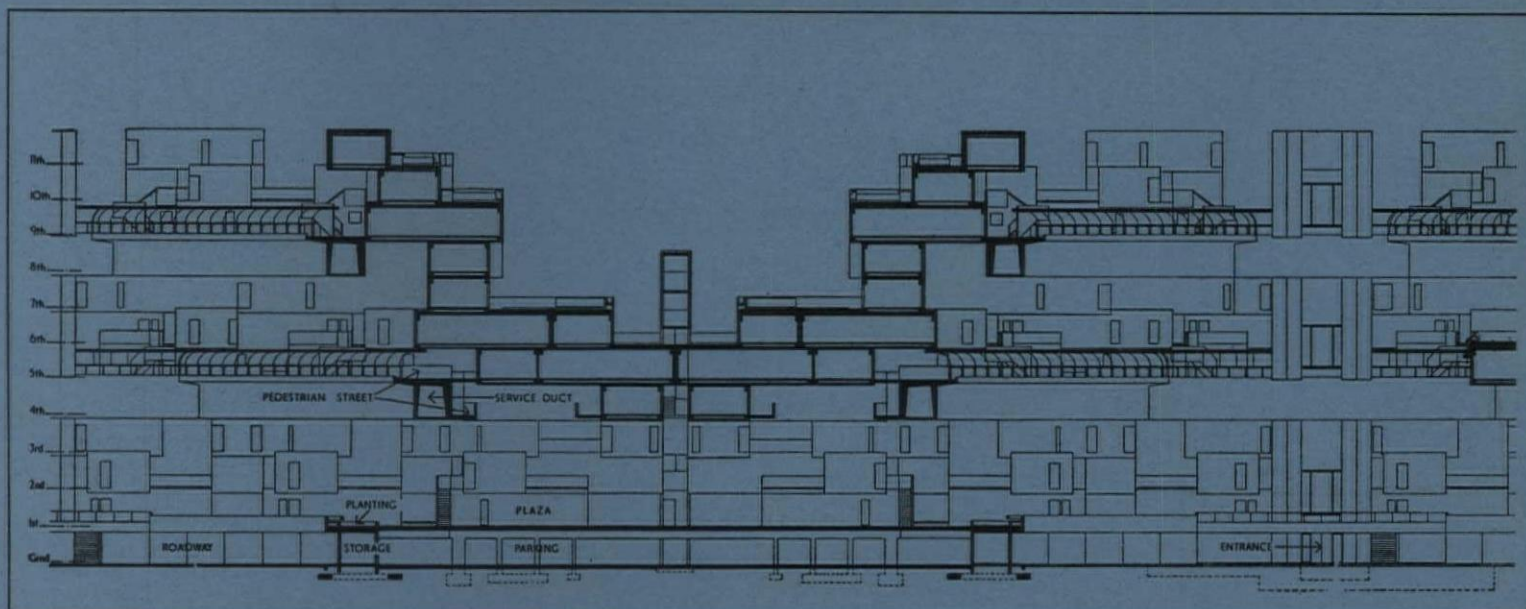 11th
10th
9th
8th
7th
6th
5th
PEDESTRIAN STREET
SERVICE DUCT
4th
3rd
2nd
PLANTING
PLAZA
1st
Grnd
ROADWAY
STORAGE
PARKING
ENTRANCE